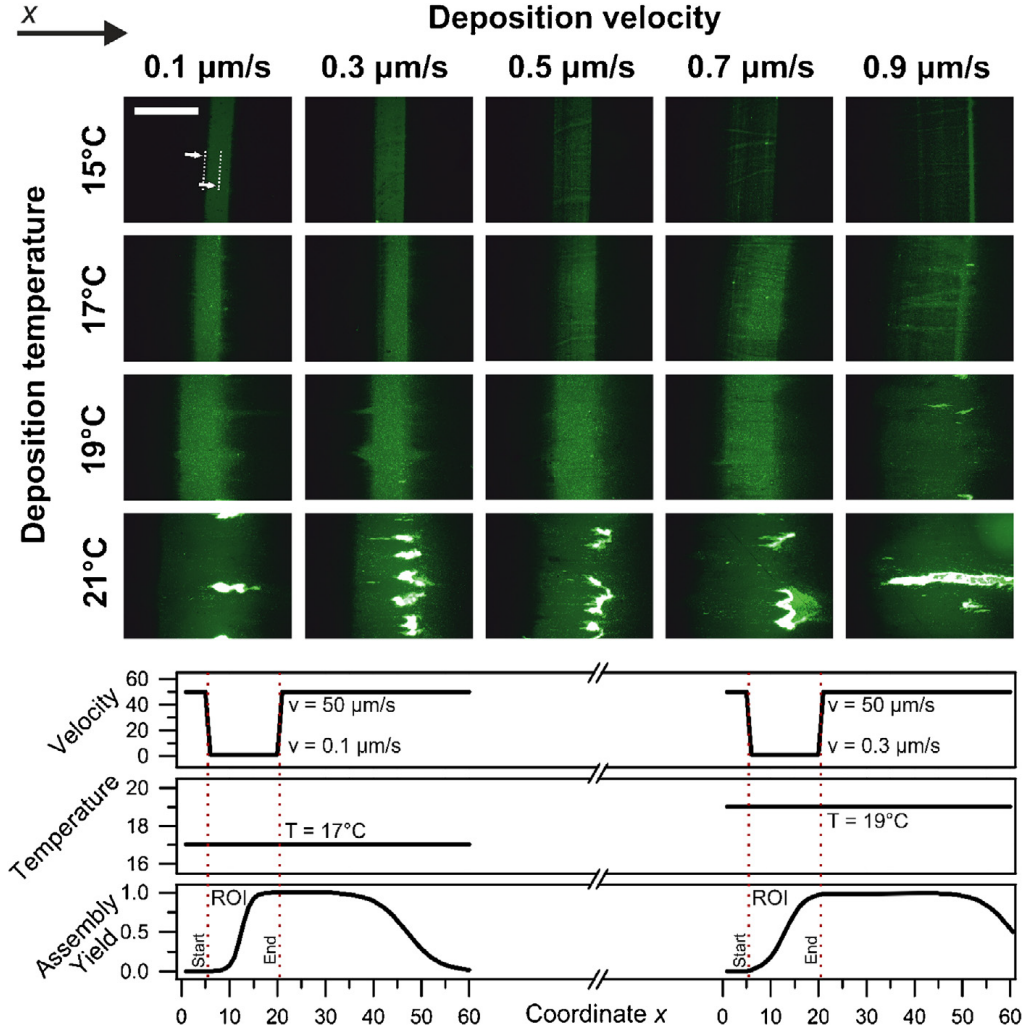 x
Deposition velocity
0.1 µm/s 0.3 µm/s 0.5 µm/s 0.7 µm/s 0.9 µm/s
Deposition temperature
15°C
17°C
19°C
21°C
Velocity
60
40
20
0
v = 50 µm/s
v = 0.1 µm/s
v = 50 µm/s
v = 0.3 µm/s
Temperature
20
18
16
T = 17°C
T = 19°C
Assembly
Yield
1.0
0.5
0.0
ROI
Start
End
ROI
Start
End
0 10 20 30 40 50 60 Coordinate x 0 10 20 30 40 50 60